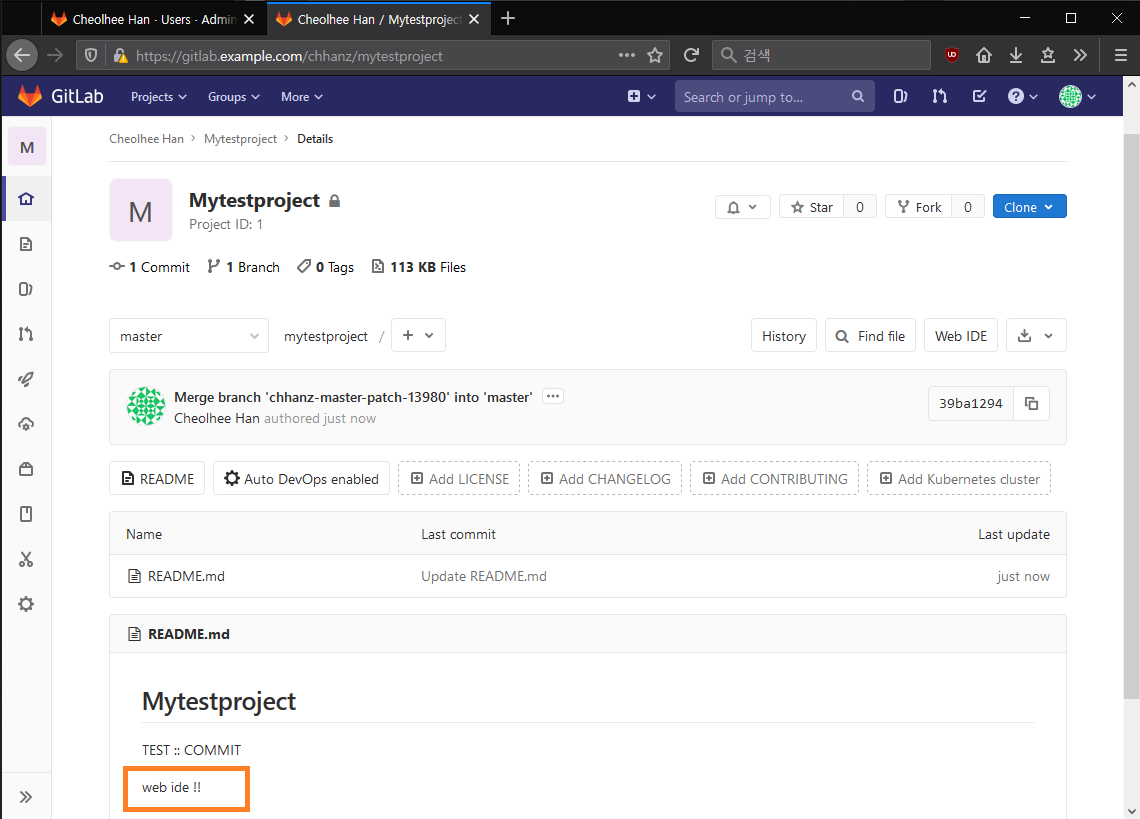 Cheolhee Han · Users · Admin
Cheolhee Han / Mytestproject
https://gitlab.example.com/chhanz/mytestproject
검색
GitLab Projects Groups More Search or jump to...
M
Cheolhee Han > Mytestproject > Details
M
Mytestproject
Project ID: 1
Star 0 Fork 0 Clone
1 Commit 1 Branch 0 Tags 113 KB Files
master mytestproject / + History Find file Web IDE
Merge branch 'chhanz-master-patch-13980' into 'master'
Cheolhee Han authored just now
39ba1294
README Auto DevOps enabled Add LICENSE Add CHANGELOG Add CONTRIBUTING Add Kubernetes cluster
Name Last commit Last update
README.md Update README.md just now
README.md
Mytestproject
TEST :: COMMIT
web ide !!